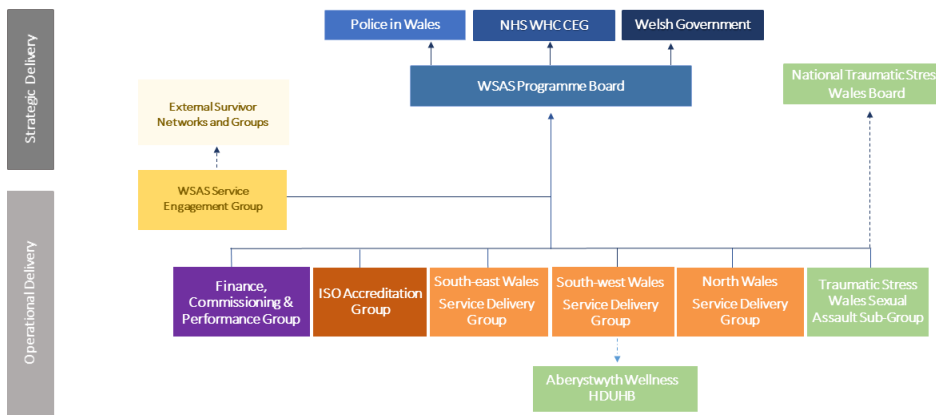 Strategic Delivery
Police in Wales
NHS WHC CEG
Welsh Government
WSAS Programme Board
National Traumatic Stress
Wales Board
External Survivor
Networks and Groups
WSAS Service
Engagement Group
Operational Delivery
Finance,
Commissioning &
Performance Group
ISO Accreditation
Group
South-east Wales
Service Delivery
Group
South-west Wales
Service Delivery
Group
North Wales
Service Delivery
Group
Traumatic Stress
Wales Sexual
Assault Sub-Group
Aberystwyth Wellness
HDUHB